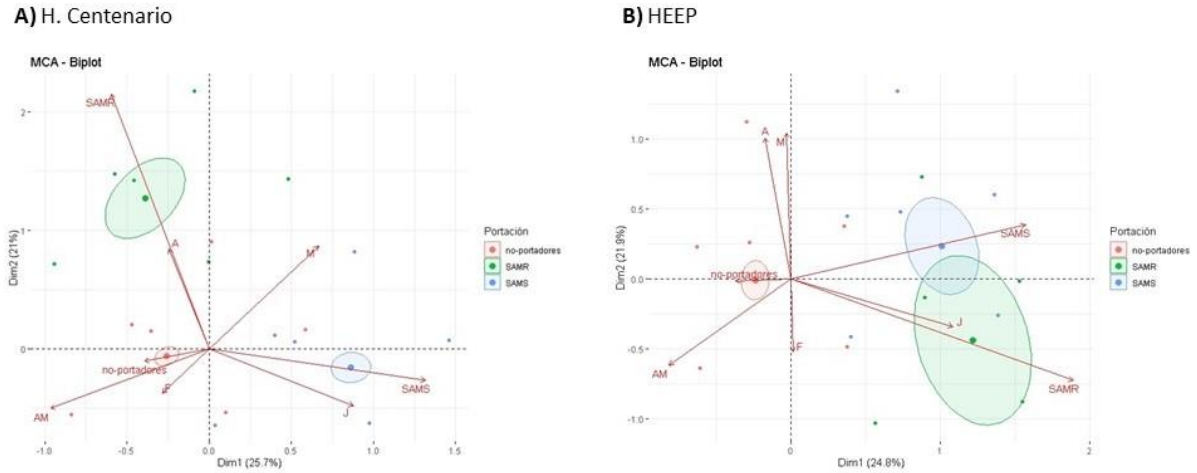 A) H. Centenario
MCA - Biplot
SAMR
A
M
no-portadores
F
AM
J
SAMS
2
1
0
-1.0
-0.5
0.0
0.5
1.0
1.5
Dim1 (25.7%)
Dim2 (21%)
Portación
no-portadores
SAMR
SAMS
B) HEEP
MCA - Biplot
A
M
SAMS
no-portadores
J
F
AM
SAMR
1.0
0.5
0.0
-0.5
-1.0
-1
0
1
2
Dim1 (24.8%)
Dim2 (21.9%)
Portación
no-portadores
SAMR
SAMS